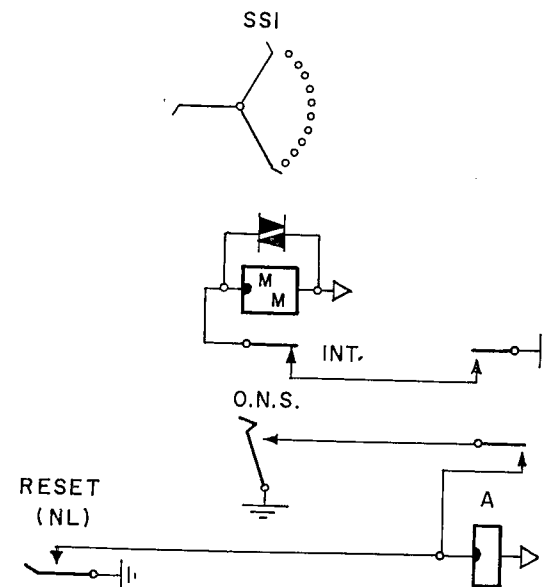 SSI
M
M
INT.
O.N.S.
RESET
(NL)
A